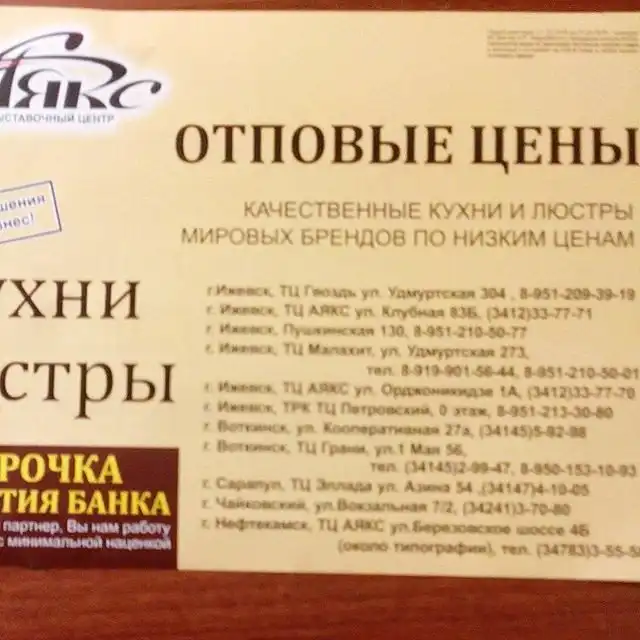 Аякс
ВЫСТАВОЧНЫЙ ЦЕНТР
ОТПОВЫЕ ЦЕНЫ
КАЧЕСТВЕННЫЕ КУХНИ И ЛЮСТРЫ
МИРОВЫХ БРЕНДОВ ПО НИЗКИМ ЦЕНАМ
шения
нес!
ухни
стры
г.Ижевск, ТЦ Гвоздь ул. Удмуртская 304 , 8-951-209-39-19
г. Ижевск, ТЦ АЯКС ул. Клубная 83Б, (3412)33-77-71
г. Ижевск, Пушкинская 130, 8-951-210-50-77
г. Ижевск, ТЦ Малахит, ул. Удмуртская 273,
тел. 8-919-901-56-44, 8-951-210-50-01
г. Ижевск, ТЦ АЯКС ул. Орджоникидзе 1А, (3412)33-77-70
г. Ижевск, ТРК ТЦ Петровский, 0 этаж, 8-951-213-30-80
г. Воткинск, ул. Кооперативная 27а, (34145)5-82-98
г. Воткинск, ТЦ Грани, ул.1 Мая 56,
тел. (34145)2-99-47, 8-950-153-10-93
г. Сарапул, ТЦ Эллада ул. Азина 54 ,(34147)4-10-05
г. Чайковский, ул.Вокзальная 7/2, (34241)3-70-80
г. Нефтекамск, ТЦ АЯКС ул.Березовское шоссе 4Б
(около типографии), тел. (34783)3-55-5
РОЧКА
ТИЯ БАНКА
партнер, Вы нам работу
с минимальной наценкой